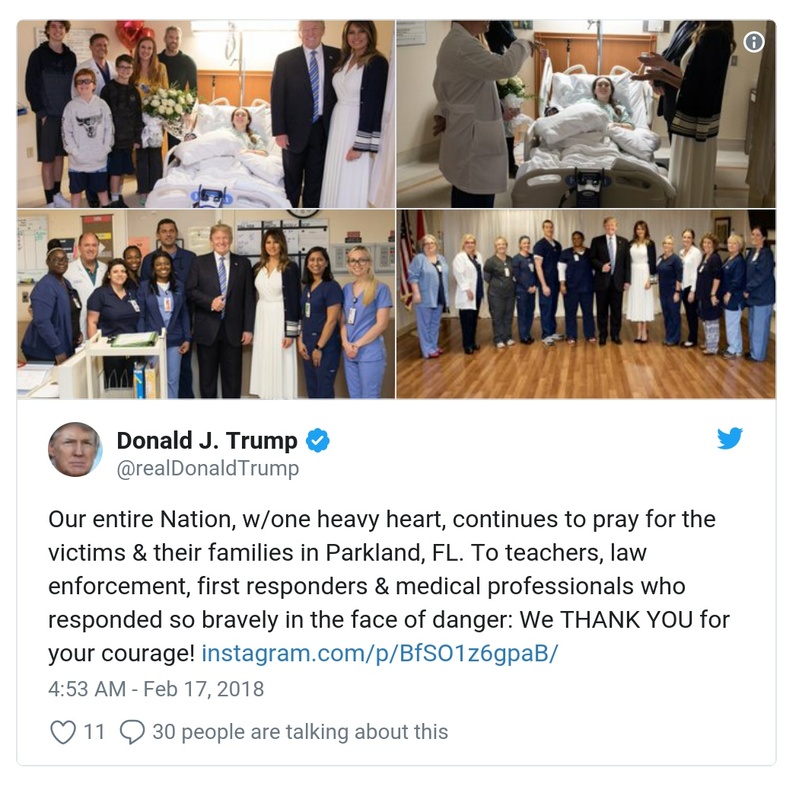 Donald J. Trump
@realDonaldTrump
Our entire Nation, w/one heavy heart, continues to pray for the
victims & their families in Parkland, FL. To teachers, law
enforcement, first responders & medical professionals who
responded so bravely in the face of danger: We THANK YOU for
your courage! instagram.com/p/BfSO1z6gpaB/
4:53 AM - Feb 17, 2018
11 30 people are talking about this